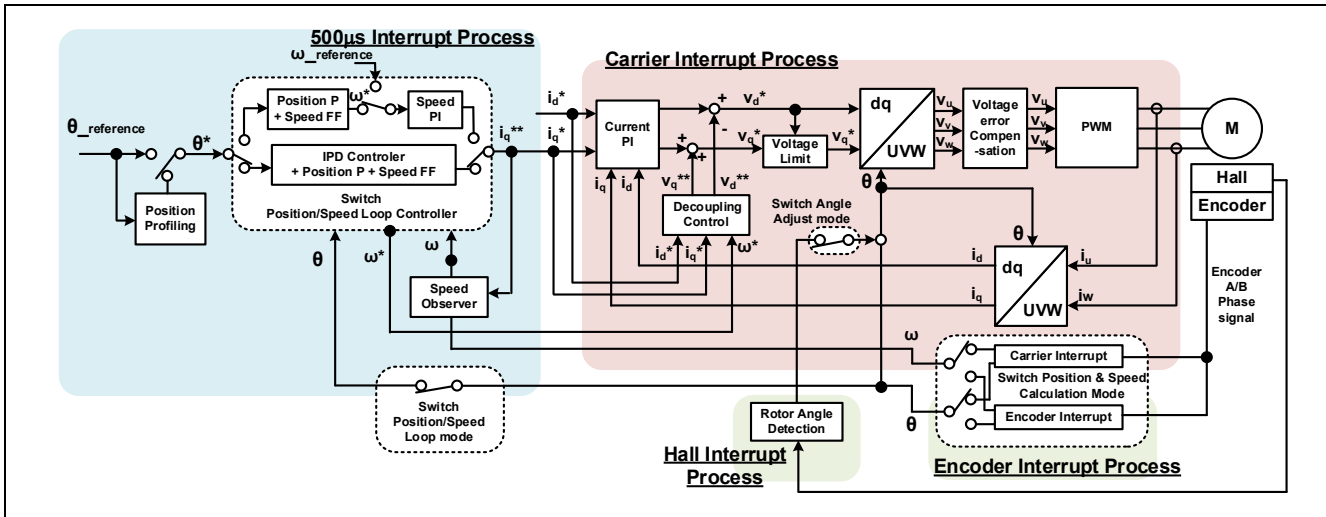 500µs Interrupt Process
ω_reference
Position P
+ Speed FF
ω*
Speed
PI
θ_reference
θ*
IPD Controler
+ Position P + Speed FF
Position
Profiling
Switch
Position/Speed Loop Controller
θ
ω*
ω
Speed
Observer
Switch
Position/Speed
Loop mode
Carrier Interrupt Process
id*
iq**
iq*
Current
PI
iq
id
+
-
+
+
vd*
vq*
Voltage
Limit
vq*
vq**
vd**
Decoupling
Control
id*
iq*
ω*
dq
UVW
θ
vu
vv
vw
Voltage
error
Compen
-sation
vu
vv
vw
PWM
M
Hall
Encoder
Switch Angle
Adjust mode
θ
id
iq
dq
UVW
iu
iw
Encoder
A/B
Phase
signal
ω
θ
Carrier Interrupt
Switch Position & Speed
Calculation Mode
Encoder Interrupt
Rotor Angle
Detection
Hall Interrupt
Process
Encoder Interrupt Process